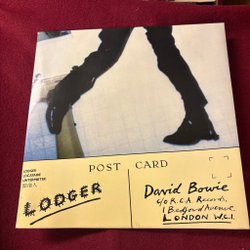 POST CARD
LODGER
David Bowie
c/o R.C.A. Records,
1 Bedford Avenue,
LONDON W.C.1.